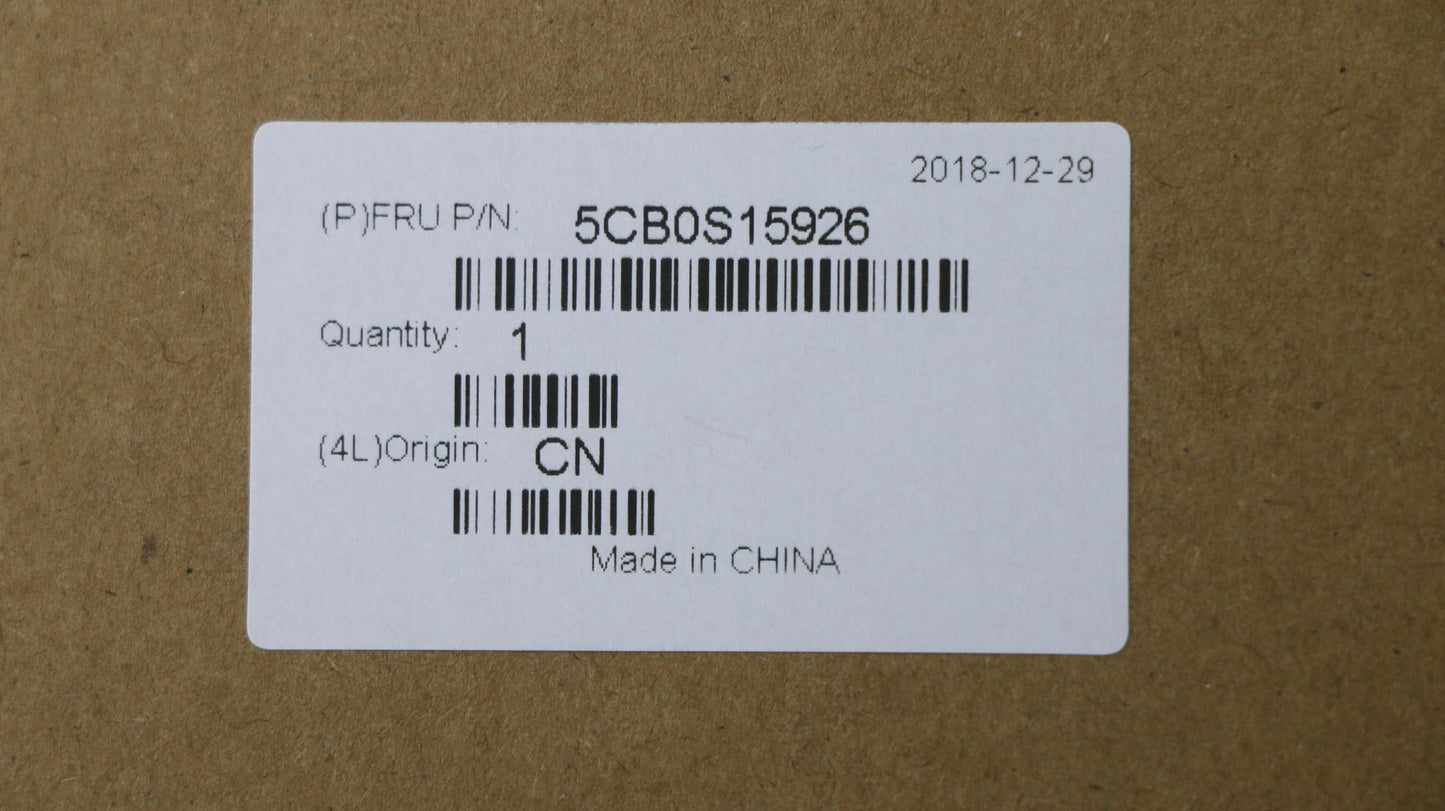 2018-12-29
(P)FRU P/N: 5CB0S15926
Quantity: 1
(4L)Origin: CN
Made in CHINA